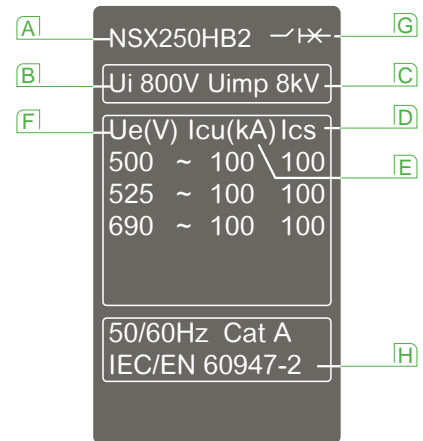 A NSX250HB2 G
B Ui 800V Uimp 8kV C
F Ue(V) Icu(kA) Ics D
500 ~ 100 100 E
525 ~ 100 100
690 ~ 100 100
50/60Hz Cat A
IEC/EN 60947-2 H